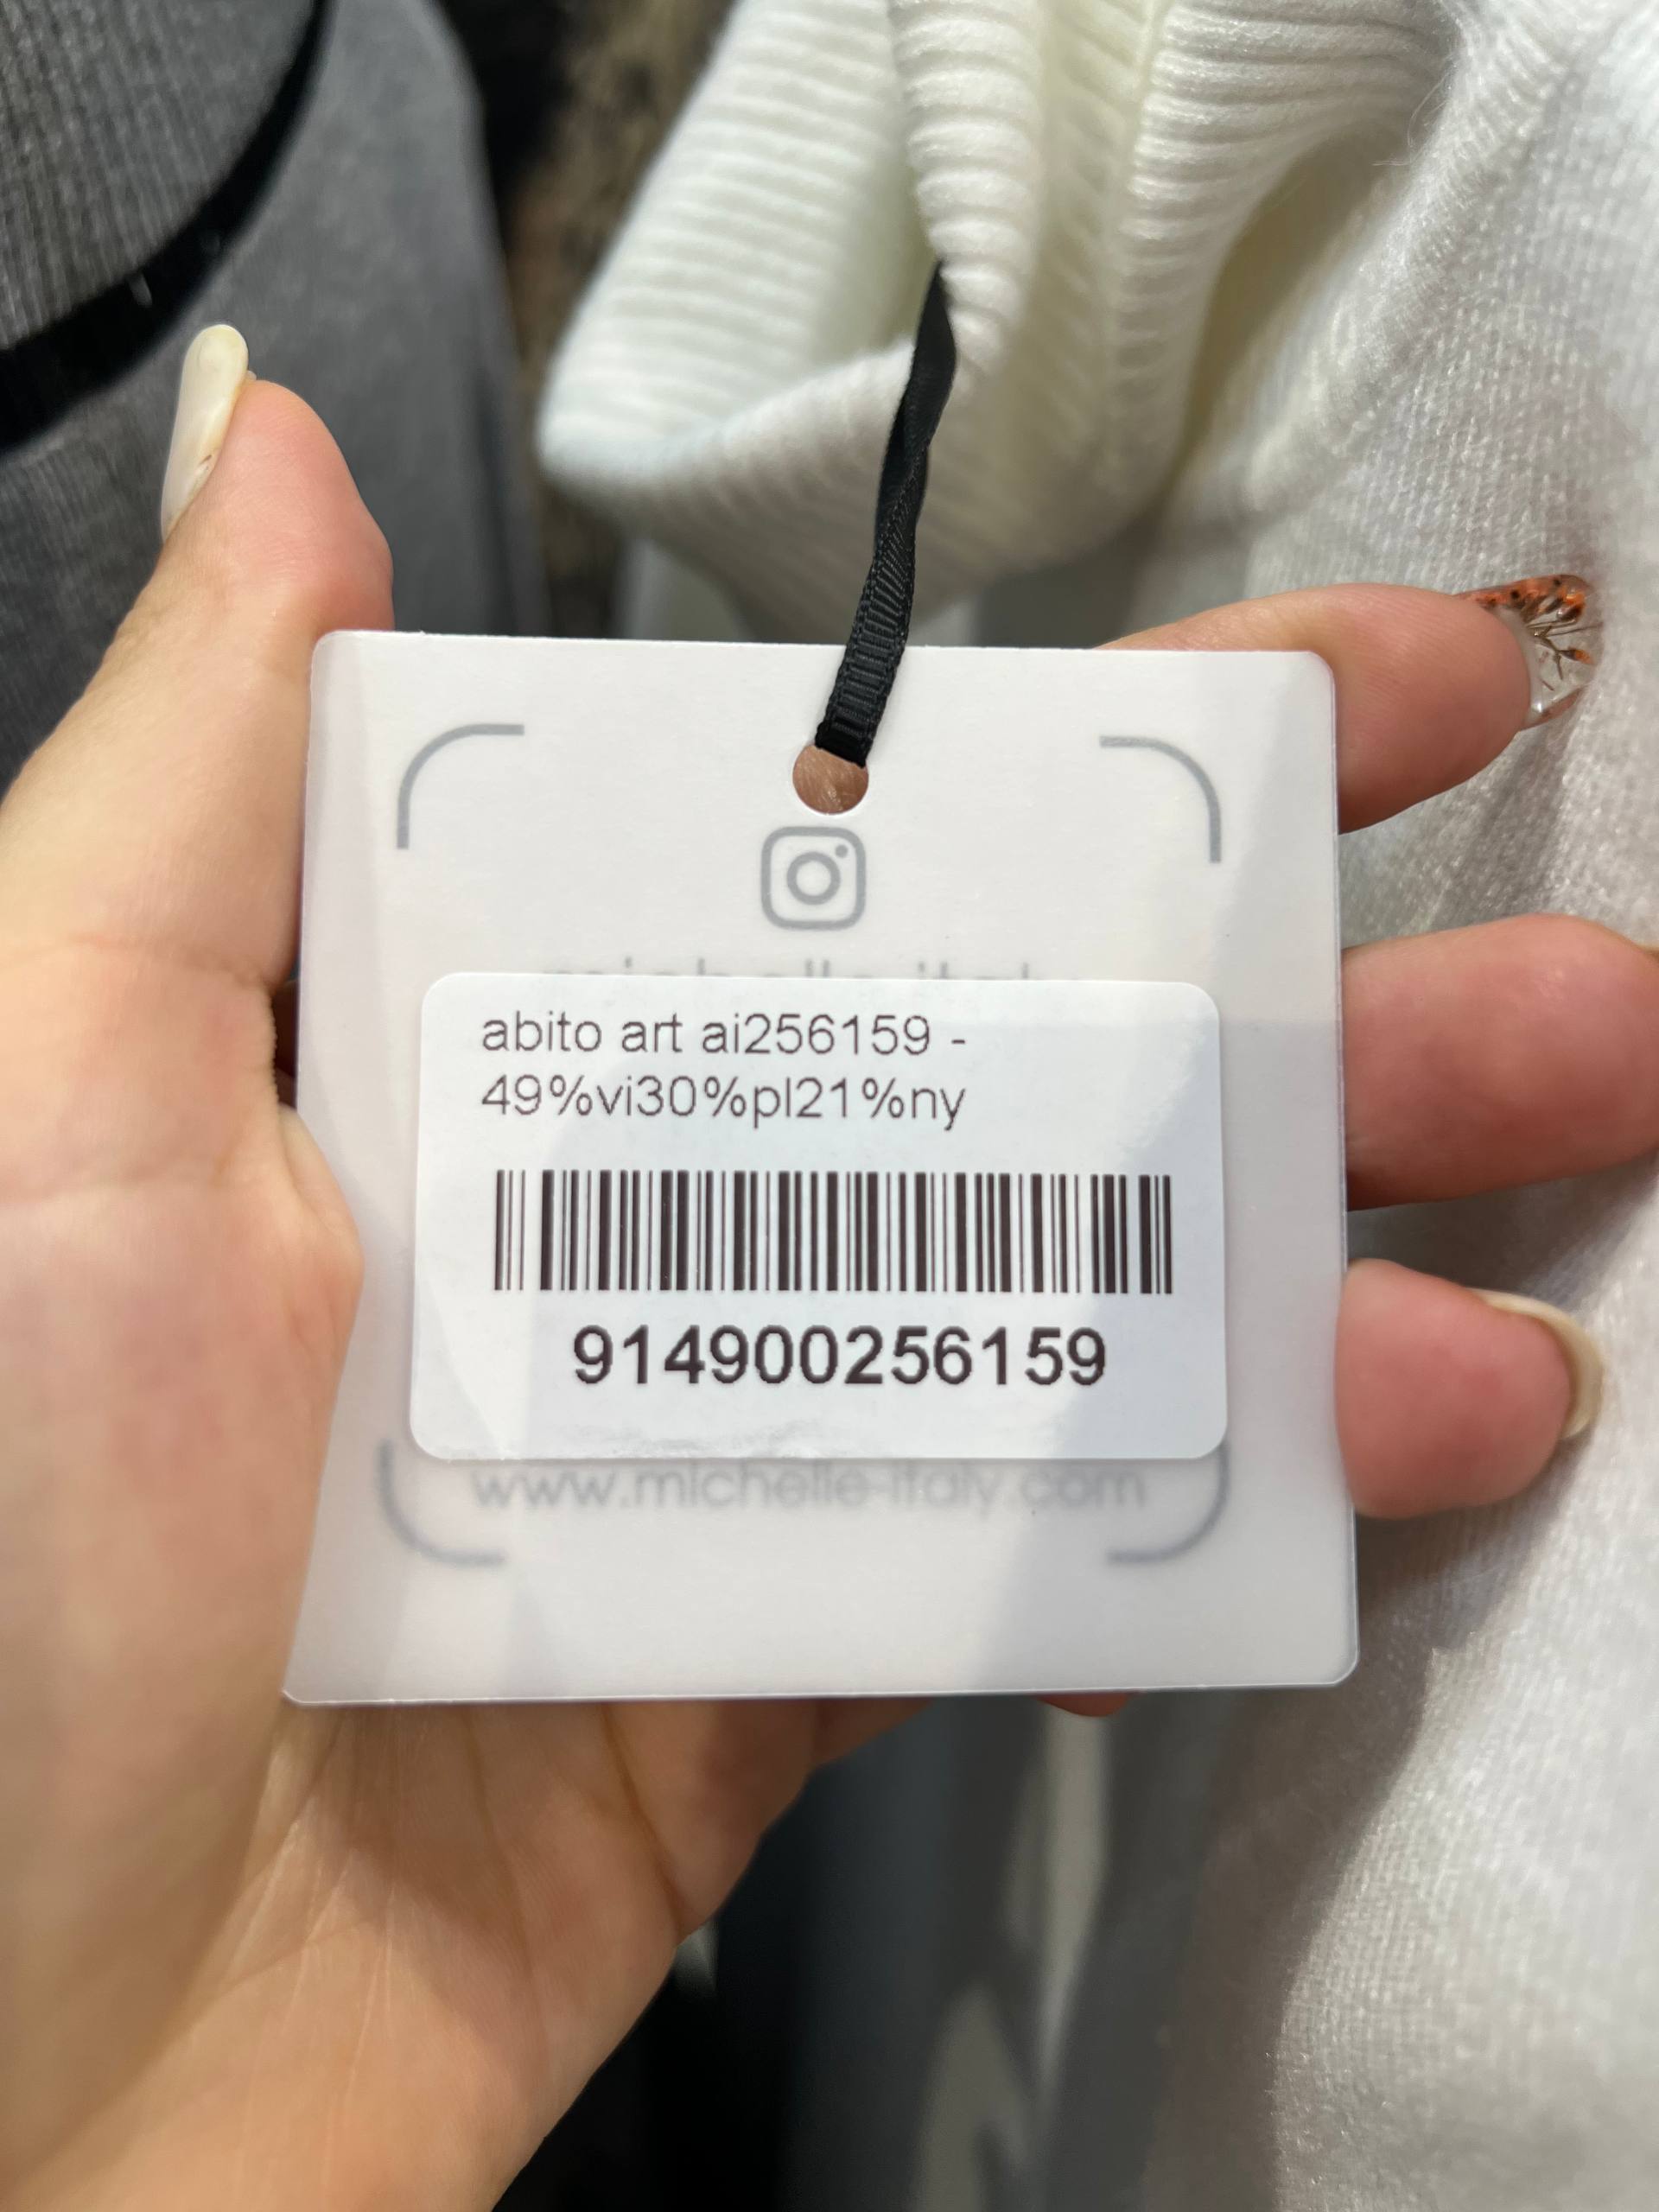 abito art ai256159 -
49%vi30%pl21%ny
914900256159
www.michelle-italy.com